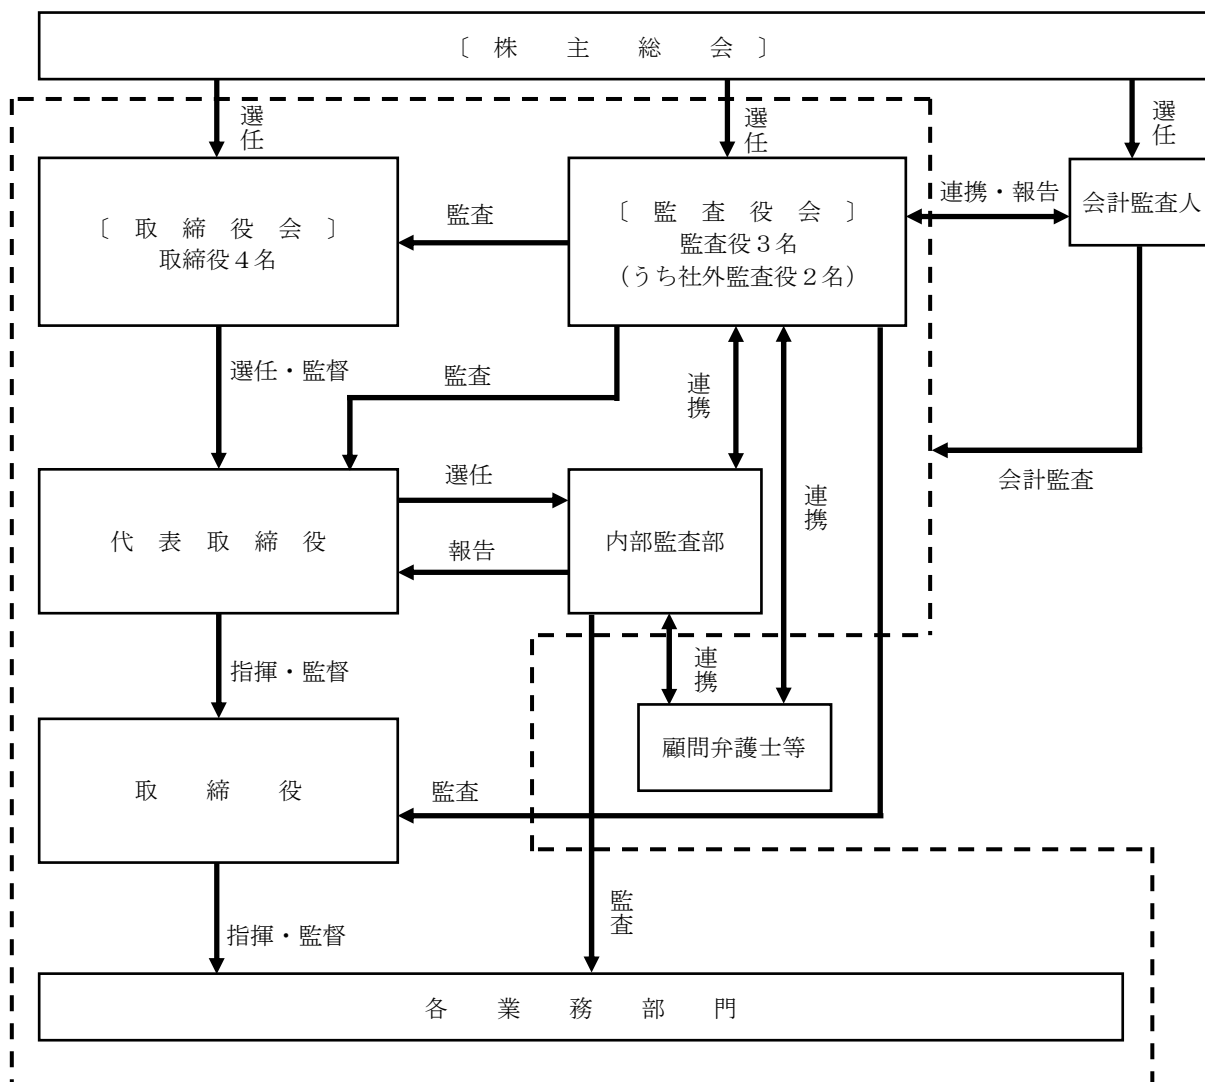 〔 株 主 総 会 〕
選任
選任
選任
〔 取 締 役 会 〕
取締役４名
監査
〔 監 査 役 会 〕
監査役３名
（うち社外監査役２名）
連携・報告
会計監査人
選任・監督
監査
連携
連携
会計監査
代 表 取 締 役
選任
報告
内部監査部
指揮・監督
連携
顧問弁護士等
取 締 役
監査
監査
指揮・監督
各 業 務 部 門